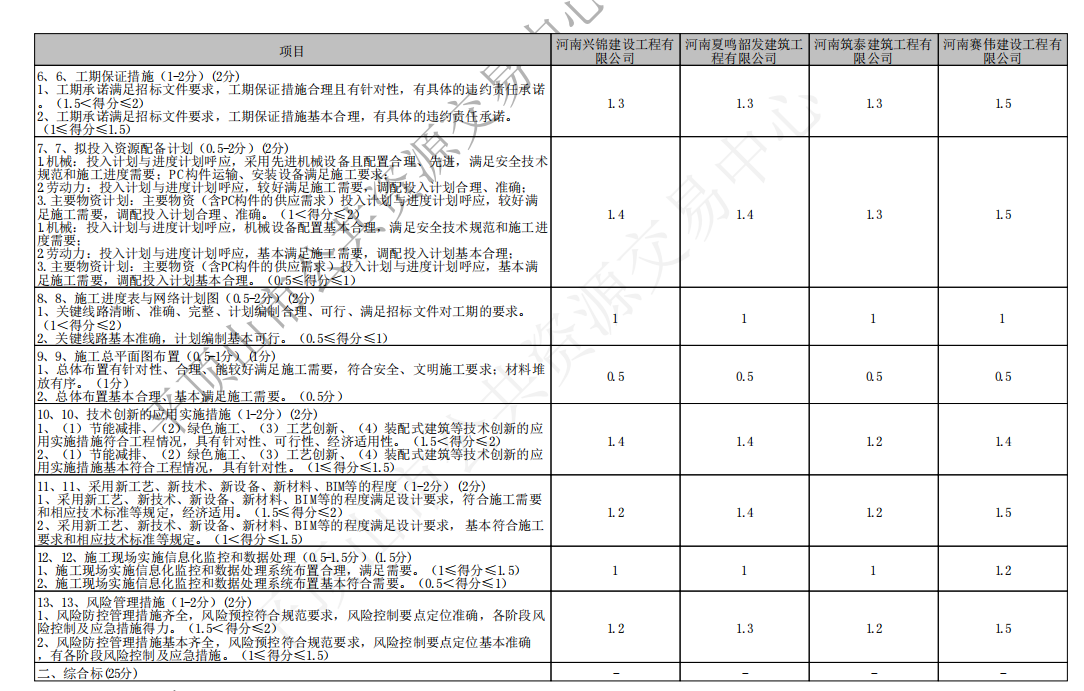 项目
河南兴锦建设工程有
限公司
河南夏鸣韶发建筑工
程有限公司
河南筑泰建筑工程有
限公司
河南赛伟建设工程有
限公司
6、6、工期保证措施（1-2分）(2分)
1、工期承诺满足招标文件要求，工期保证措施合理且有针对性，有具体的违约责任承诺
。（1.5＜得分≤2）
2、工期承诺满足招标文件要求，工期保证措施基本合理，有具体的违约责任承诺。
（1≤得分≤1.5）
1.3
1.3
1.3
1.5
7、7、拟投入资源配备计划（0.5-2分）(2分)
1.机械：投入计划与进度计划呼应，采用先进机械设备且配置合理、先进，满足安全技术
规范和施工进度需要；PC构件运输、安装设备满足施工要求；
2.劳动力：投入计划与进度计划呼应，较好满足施工需要，调配投入计划合理、准确；
3.主要物资计划：主要物资（含PC构件的供应需求）投入计划与进度计划呼应，较好满
足施工需要，调配投入计划合理、准确。（1＜得分≤2）
1.机械：投入计划与进度计划呼应，机械设备配置基本合理，满足安全技术规范和施工进
度需要；
2.劳动力：投入计划与进度计划呼应，基本满足施工需要，调配投入计划基本合理；
3.主要物资计划：主要物资（含PC构件的供应需求）投入计划与进度计划呼应，基本满
足施工需要，调配投入计划基本合理。（0.5≤得分≤1）
1.4
1.4
1.3
1.5
8、8、施工进度表与网络计划图（0.5-2分）(2分)
1、关键线路清晰、准确、完整、计划编制合理、可行、满足招标文件对工期的要求。
（1＜得分≤2）
2、关键线路基本准确，计划编制基本可行。（0.5≤得分≤1）
1
1
1
1
9、9、施工总平面图布置（0.5-1分）(1分)
1、总体布置有针对性、合理、能较好满足施工需要，符合安全、文明施工要求；材料堆
放有序。（1分）
2、总体布置基本合理、基本满足施工需要。（0.5分）
0.5
0.5
0.5
0.5
10、10、技术创新的应用实施措施（1-2分）(2分)
1、（1）节能减排、（2）绿色施工、（3）工艺创新、（4）装配式建筑等技术创新的应
用实施措施符合工程情况，具有针对性、可行性、经济适用性。（1.5＜得分≤2）
2、（1）节能减排、（2）绿色施工、（3）工艺创新、（4）装配式建筑等技术创新的应
用实施措施基本符合工程情况，具有针对性。（1≤得分≤1.5）
1.4
1.4
1.2
1.4
11、11、采用新工艺、新技术、新设备、新材料、BIM等的程度（1-2分）(2分)
1、采用新工艺、新技术、新设备、新材料、BIM等的程度满足设计要求，符合施工需要
和相应技术标准等规定，经济适用。（1.5≤得分≤2）
2、采用新工艺、新技术、新设备、新材料、BIM等的程度满足设计要求， 基本符合施工
要求和相应技术标准等规定。（1＜得分≤1.5）
1.2
1.4
1.2
1.5
12、12、施工现场实施信息化监控和数据处理（0.5-1.5分）(1.5分)
1、施工现场实施信息化监控和数据处理系统布置合理，满足需要。（1≤得分≤1.5）
2、施工现场实施信息化监控和数据处理系统布置基本符合需要。（0.5＜得分≤1）
1
1
1
1.2
13、13、风险管理措施（1-2分）(2分)
1、风险防控管理措施齐全，风险预控符合规范要求，风险控制要点定位准确，各阶段风
险控制及应急措施得力。（1.5＜得分≤2）
2、风险防控管理措施基本齐全，风险预控符合规范要求，风险控制要点定位基本准确
，有各阶段风险控制及应急措施。（1≤得分≤1.5）
1.2
1.3
1.2
1.5
二、综合标(25分)
-
-
-
-
平顶山市公共资源交易中心
平顶山市公共资源交易中心